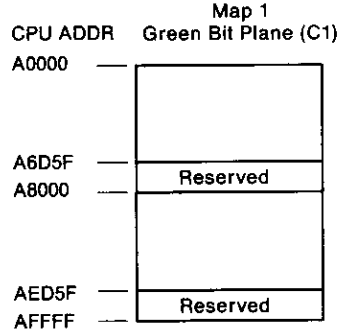 Map 1
CPU ADDR Green Bit Plane (C1)
A0000
A6D5F
Reserved
A8000
AED5F
Reserved
AFFFF